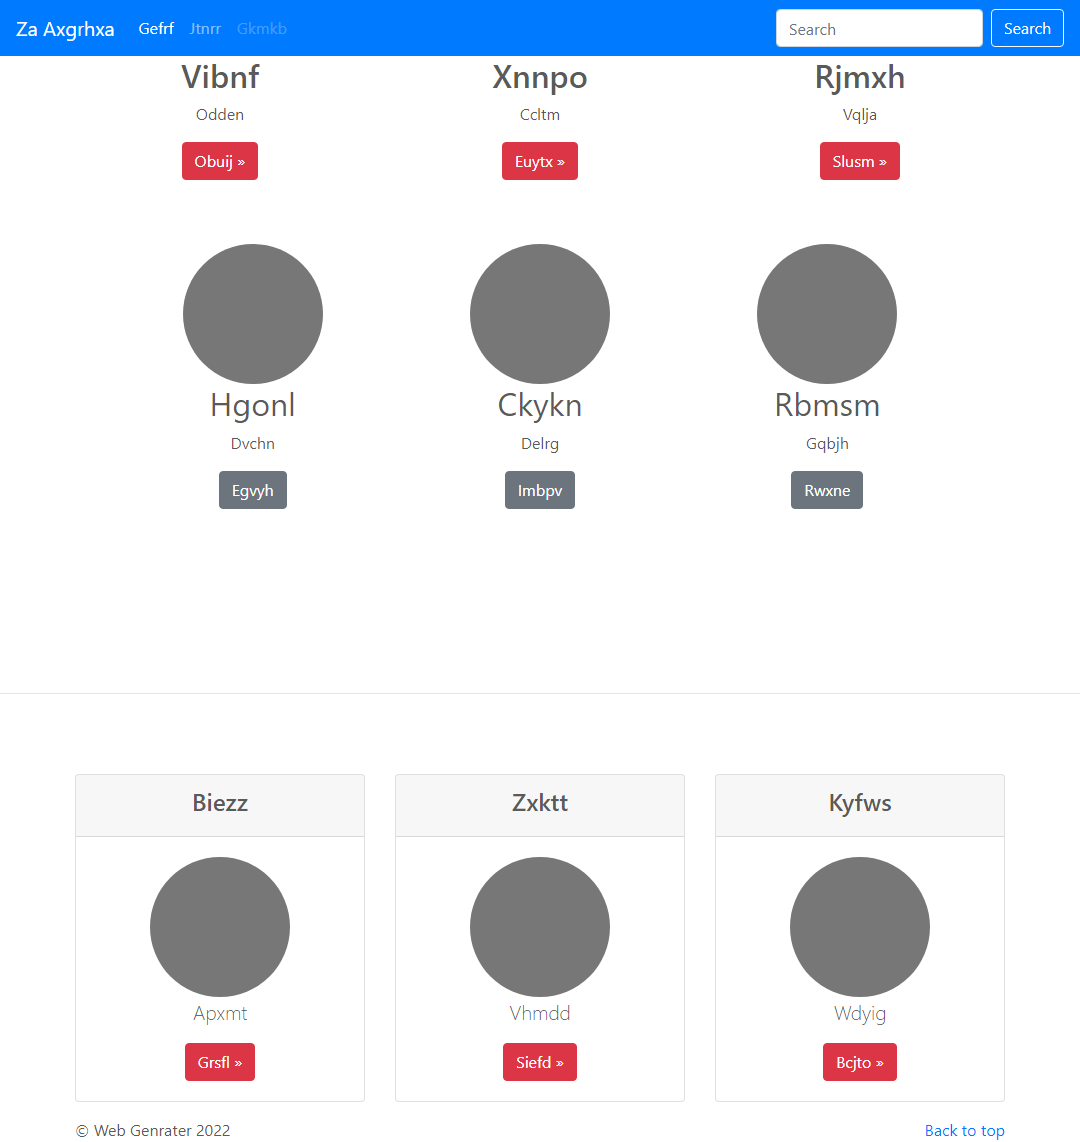 Za Axgrhxa Gefrf Jtnrr Gkmkb Search Search
Vibnf Xnnpo Rjmxh
Odden Ccltm Vqlja
Obuij » Euytx » Slusm »
Hgonl Ckykn Rbmsm
Dvchn Delrg Gqbjh
Egvyh Imbpv Rwxne
Biezz Zxktt Kyfws
Apxmt Vhmdd Wdyig
Grsfl » Siefd » Bcjto »
© Web Genrater 2022 Back to top